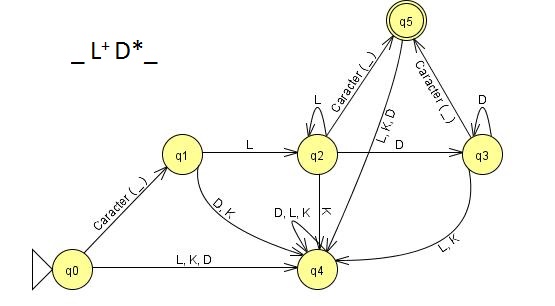 _ L⁺ D*_
q5
Caracter (_)
Caracter (_)
L, K, D
L
D
q1
L
q2
D
q3
Caracter (_)
D, K
K
D, L, K
L, K
q0
L, K, D
q4